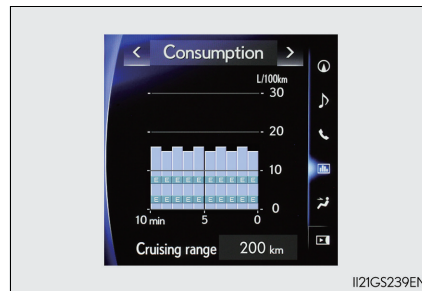 < Consumption >
L/100km
30
20
10
E E E E E E E E E E
E E E E E E E E E E
0
10 min 5 0
Cruising range 200 km
II21GS239EN